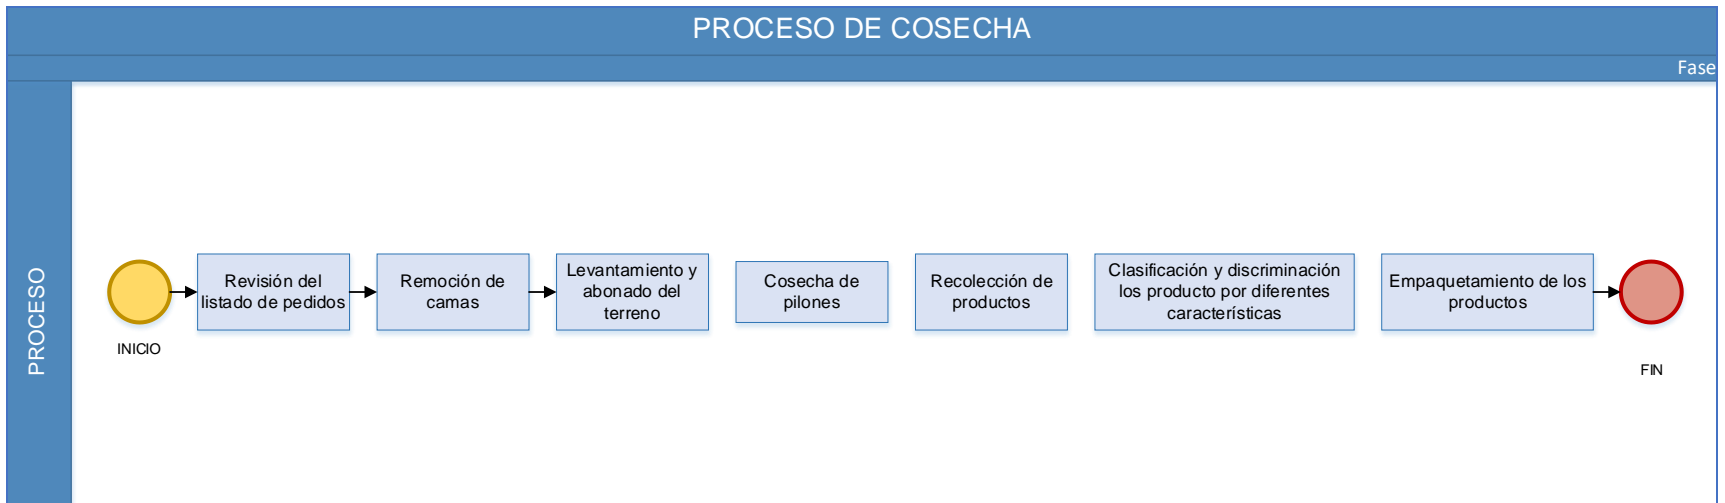 PROCESO DE COSECHA
Fase
PROCESO
INICIO
Revisión del
listado de pedidos
Remoción de
camas
Levantamiento y
abonado del
terreno
Cosecha de
pilones
Recolección de
productos
Clasificación y discriminación
los producto por diferentes
características
Empaquetamiento de los
productos
FIN